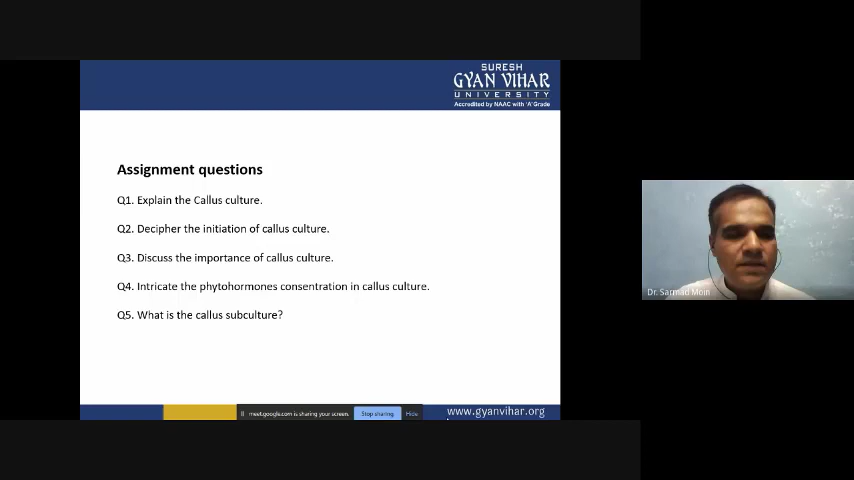 SURESH
GYAN VIHAR
UNIVERSITY
Accredited by NAAC with 'A' Grade
Assignment questions
Q1. Explain the Callus culture.
Q2. Decipher the initiation of callus culture.
Q3. Discuss the importance of callus culture.
Q4. Intricate the phytohormones consentration in callus culture.
Q5. What is the callus subculture?
Dr. Sarmad Moin
meet.google.com is sharing your screen.
Stop sharing
Hide
www.gyanvihar.org